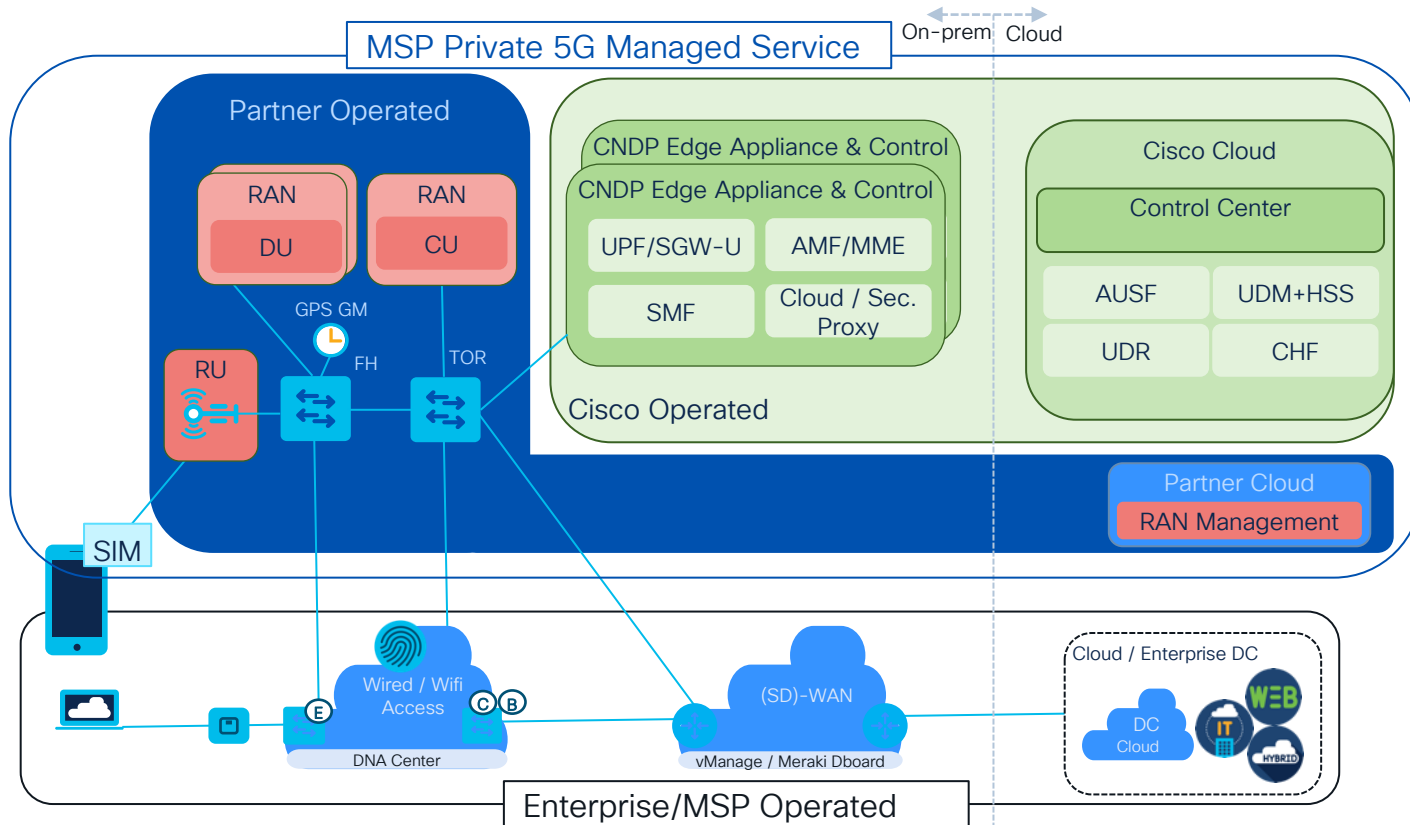 On-prem
Cloud
MSP Private 5G Managed Service
Partner Operated
RAN
DU
RAN
CU
GPS GM
FH
TOR
RU
SIM
CNDP Edge Appliance & Control
CNDP Edge Appliance & Control
UPF/SGW-U
AMF/MME
SMF
Cloud / Sec.
Proxy
Cisco Operated
Cisco Cloud
Control Center
AUSF
UDM+HSS
UDR
CHF
Partner Cloud
RAN Management
Wired / Wifi
Access
E
C
B
DNA Center
(SD)-WAN
vManage / Meraki Dboard
Cloud / Enterprise DC
DC
Cloud
WEB
IT
HYBRID
Enterprise/MSP Operated